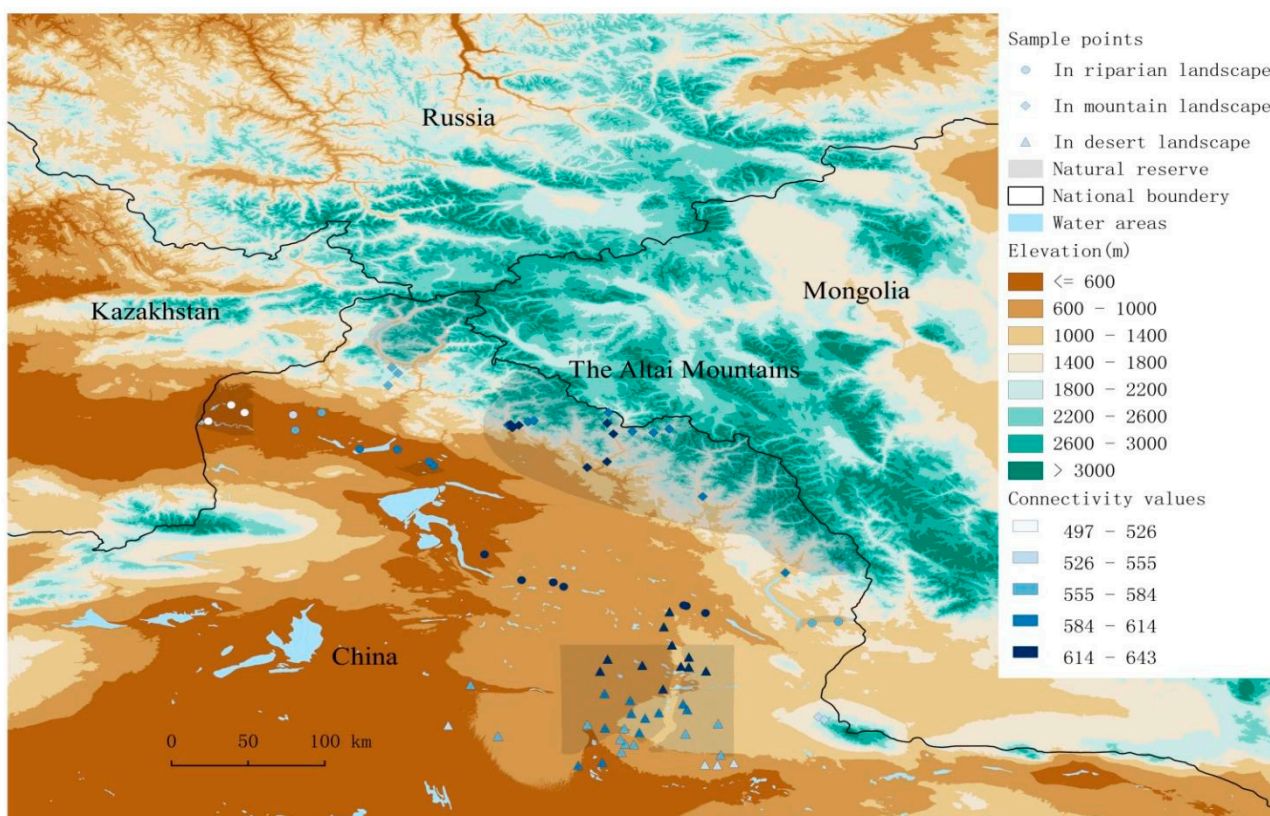 Sample points
In riparian landscape
In mountain landscape
In desert landscape
Natural reserve
National boundery
Water areas
Elevation(m)
<= 600
600 - 1000
1000 - 1400
1400 - 1800
1800 - 2200
2200 - 2600
2600 - 3000
> 3000
Connectivity values
497 - 526
526 - 555
555 - 584
584 - 614
614 - 643
Russia
Kazakhstan
Mongolia
The Altai Mountains
China
0 50 100 km